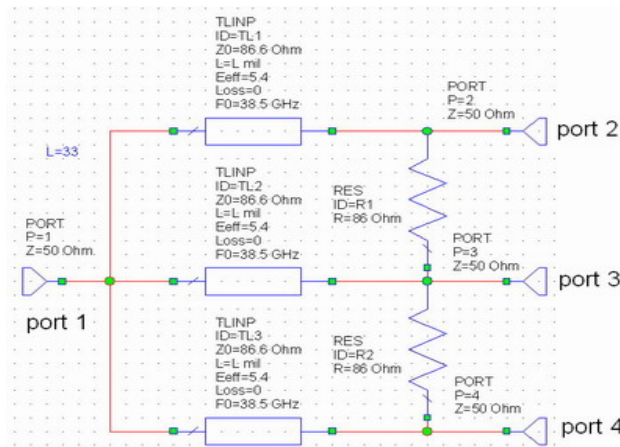 TLINP
ID=TL1
Z0=86.6 Ohm
L=L mil
Eeff=5.4
Loss=0
F0=38.5 GHz
PORT
P=2
Z=50 Ohm
port 2
L=33
TLINP
ID=TL2
Z0=86.6 Ohm
L=L mil
Eeff=5.4
Loss=0
F0=38.5 GHz
RES
ID=R1
R=86 Ohm
PORT
P=1
Z=50 Ohm
port 1
PORT
P=3
Z=50 Ohm
port 3
TLINP
ID=TL3
Z0=86.6 Ohm
L=L mil
Eeff=5.4
Loss=0
F0=38.5 GHz
RES
ID=R2
R=86 Ohm
PORT
P=4
Z=50 Ohm
port 4